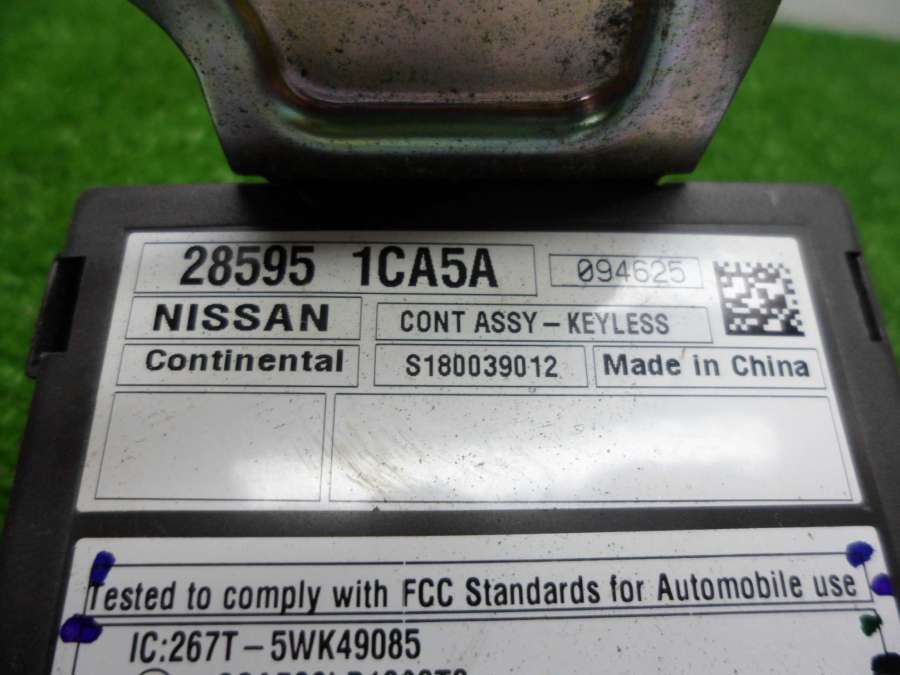 28595 1CA5A 094625
NISSAN CONT ASSY-KEYLESS
Continental S180039012 Made in China
Tested to comply with FCC Standards for Automobile use
IC:267T-5WK49085